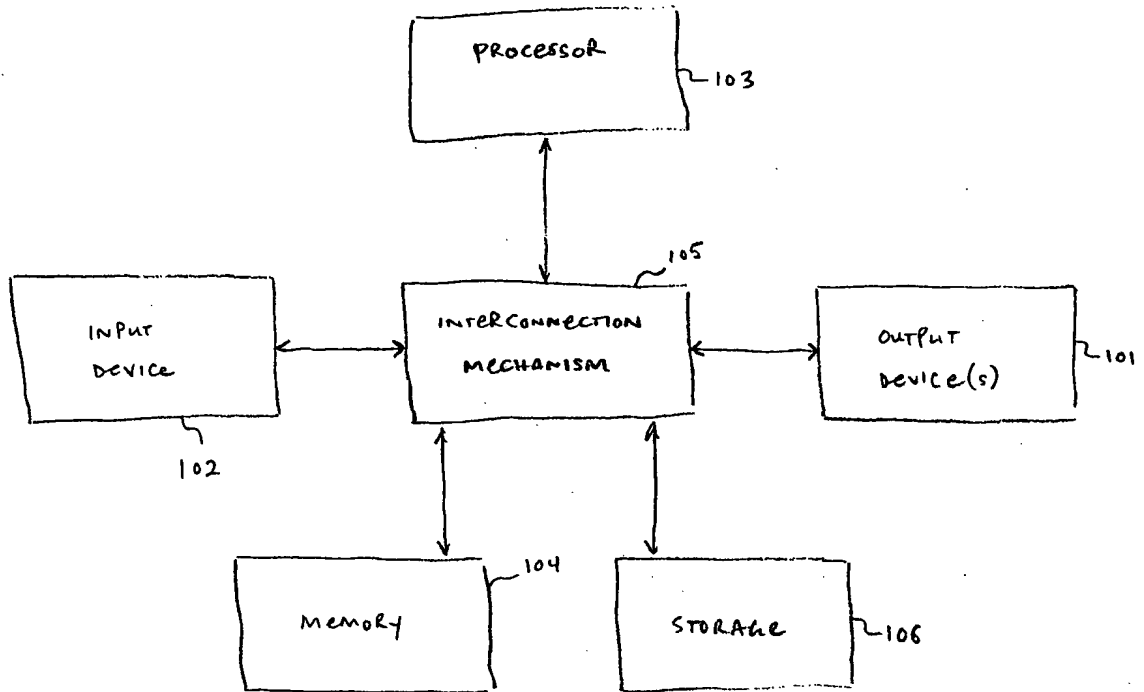 PROCESSOR
103
105
INTERCONNECTION
MECHANISM
INPUT
DEVICE
OUTPUT
DEVICE(S)
101
102
104
MEMORY
STORAGE
106